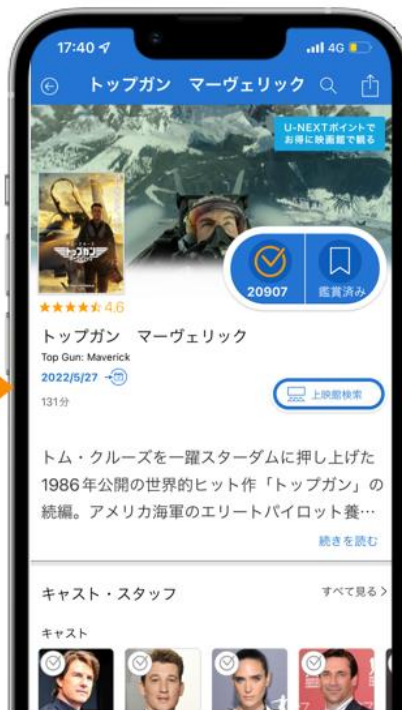 17:40
4G
トップガン　マーヴェリック
U-NEXTポイントで
お得に映画館で観る
トップガン
20907
鑑賞済み
4.6
トップガン　マーヴェリック
Top Gun: Maverick
2022/5/27
131分
上映館検索
トム・クルーズを一躍スターダムに押し上げた
1986年公開の世界的ヒット作「トップガン」の
続編。アメリカ海軍のエリートパイロット養…
続きを読む
キャスト・スタッフ
すべて見る
キャスト